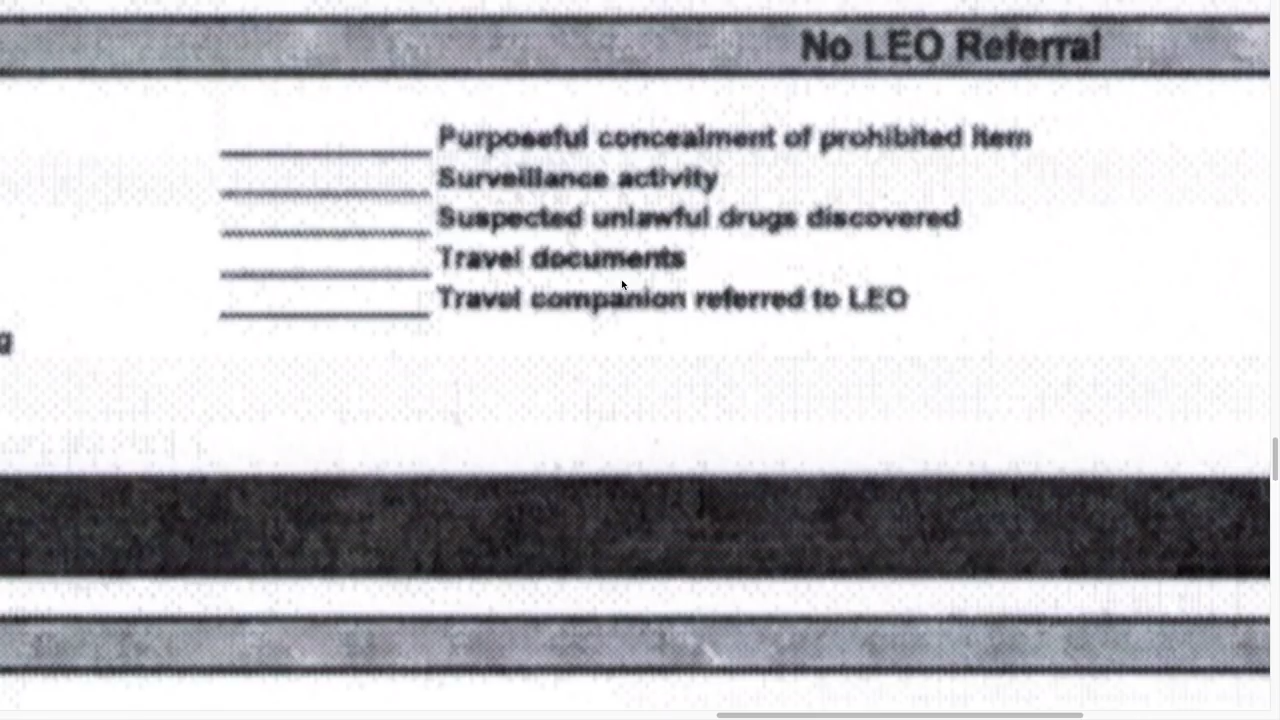 No LEO Referral
Purposeful concealment of prohibited item
Surveillance activity
Suspected unlawful drugs discovered
Travel documents
Travel companion referred to LEO
g